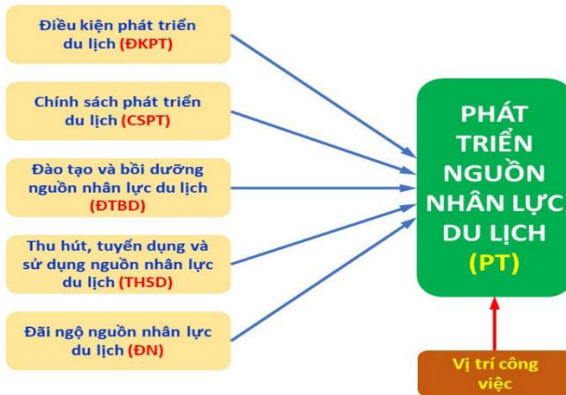 Điều kiện phát triển
du lịch (ĐKPT)
Chính sách phát triển
du lịch (CSPT)
Đào tạo và bồi dưỡng
nguồn nhân lực du lịch
(ĐTBD)
Thu hút, tuyển dụng và
sử dụng nguồn nhân lực
du lịch (THSD)
Đãi ngộ nguồn nhân lực
du lịch (ĐN)
PHÁT
TRIỂN
NGUỒN
NHÂN LỰC
DU LỊCH
(PT)
Vị trí công
việc